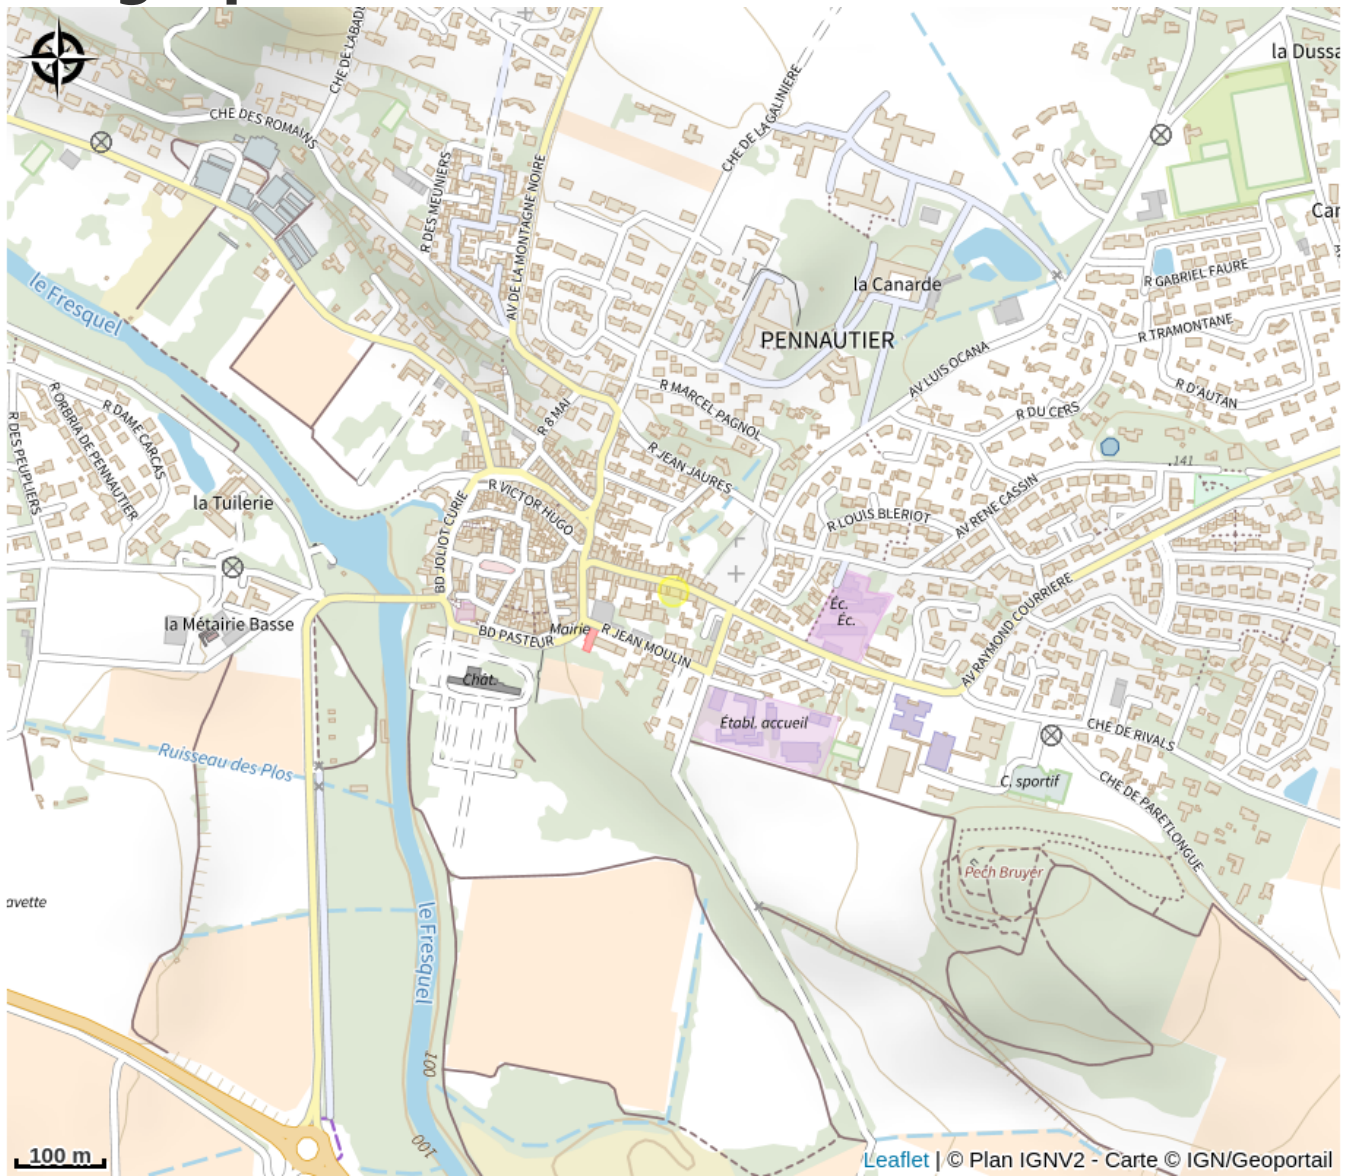 la Dussa
CHE DE LABADE
CHE DES ROMAINS
CHE DE LA GALINIERE
R DES MEUNIERS
AV DE LA MONTAGNE NOIRE
Car
R GABRIEL FAURE
la Canarde
le Fresquel
PENNAUTIER
R TRAMONTANE
AV LUIS OCANA
R D'AUTAN
R MARCEL PAGNOL
R DU CERS
R 8 MAI
R DAME CARCAS
R ORBRIA DE PENNAUTIER
R DES PEUPLIERS
R JEAN JAURES
141
la Tuilerie
R VICTOR HUGO
R LOUIS BLERIOT
AV RENE CASSIN
BD JOLIOT CURIE
Éc.
Éc.
AV RAYMOND COURRIERE
la Métairie Basse
BD PASTEUR
Mairie
R JEAN MOULIN
Chât.
Établ. accueil
CHE DE RIVALS
Ruisseau des Plos
C. sportif
CHE DE PARETLONGUE
Pech Bruyer
avette
le Fresquel
100
100
100 m
Leaflet | © Plan IGNV2 - Carte © IGN/Geoportail